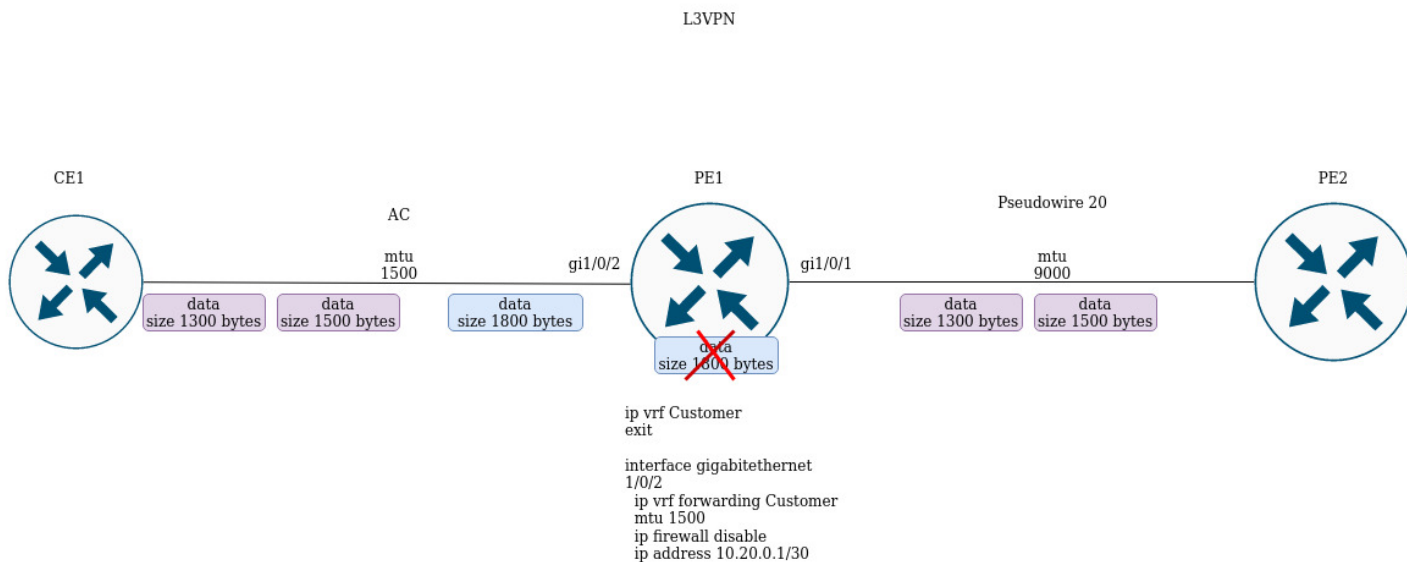 L3VPN
CE1
PE1
PE2
AC
Pseudowire 20
mtu
1500
gi1/0/2
gi1/0/1
mtu
9000
data
size 1300 bytes
data
size 1500 bytes
data
size 1800 bytes
data
size 1300 bytes
data
size 1500 bytes
data
size 1800 bytes
ip vrf Customer
exit
interface gigabitethernet
1/0/2
ip vrf forwarding Customer
mtu 1500
ip firewall disable
ip address 10.20.0.1/30